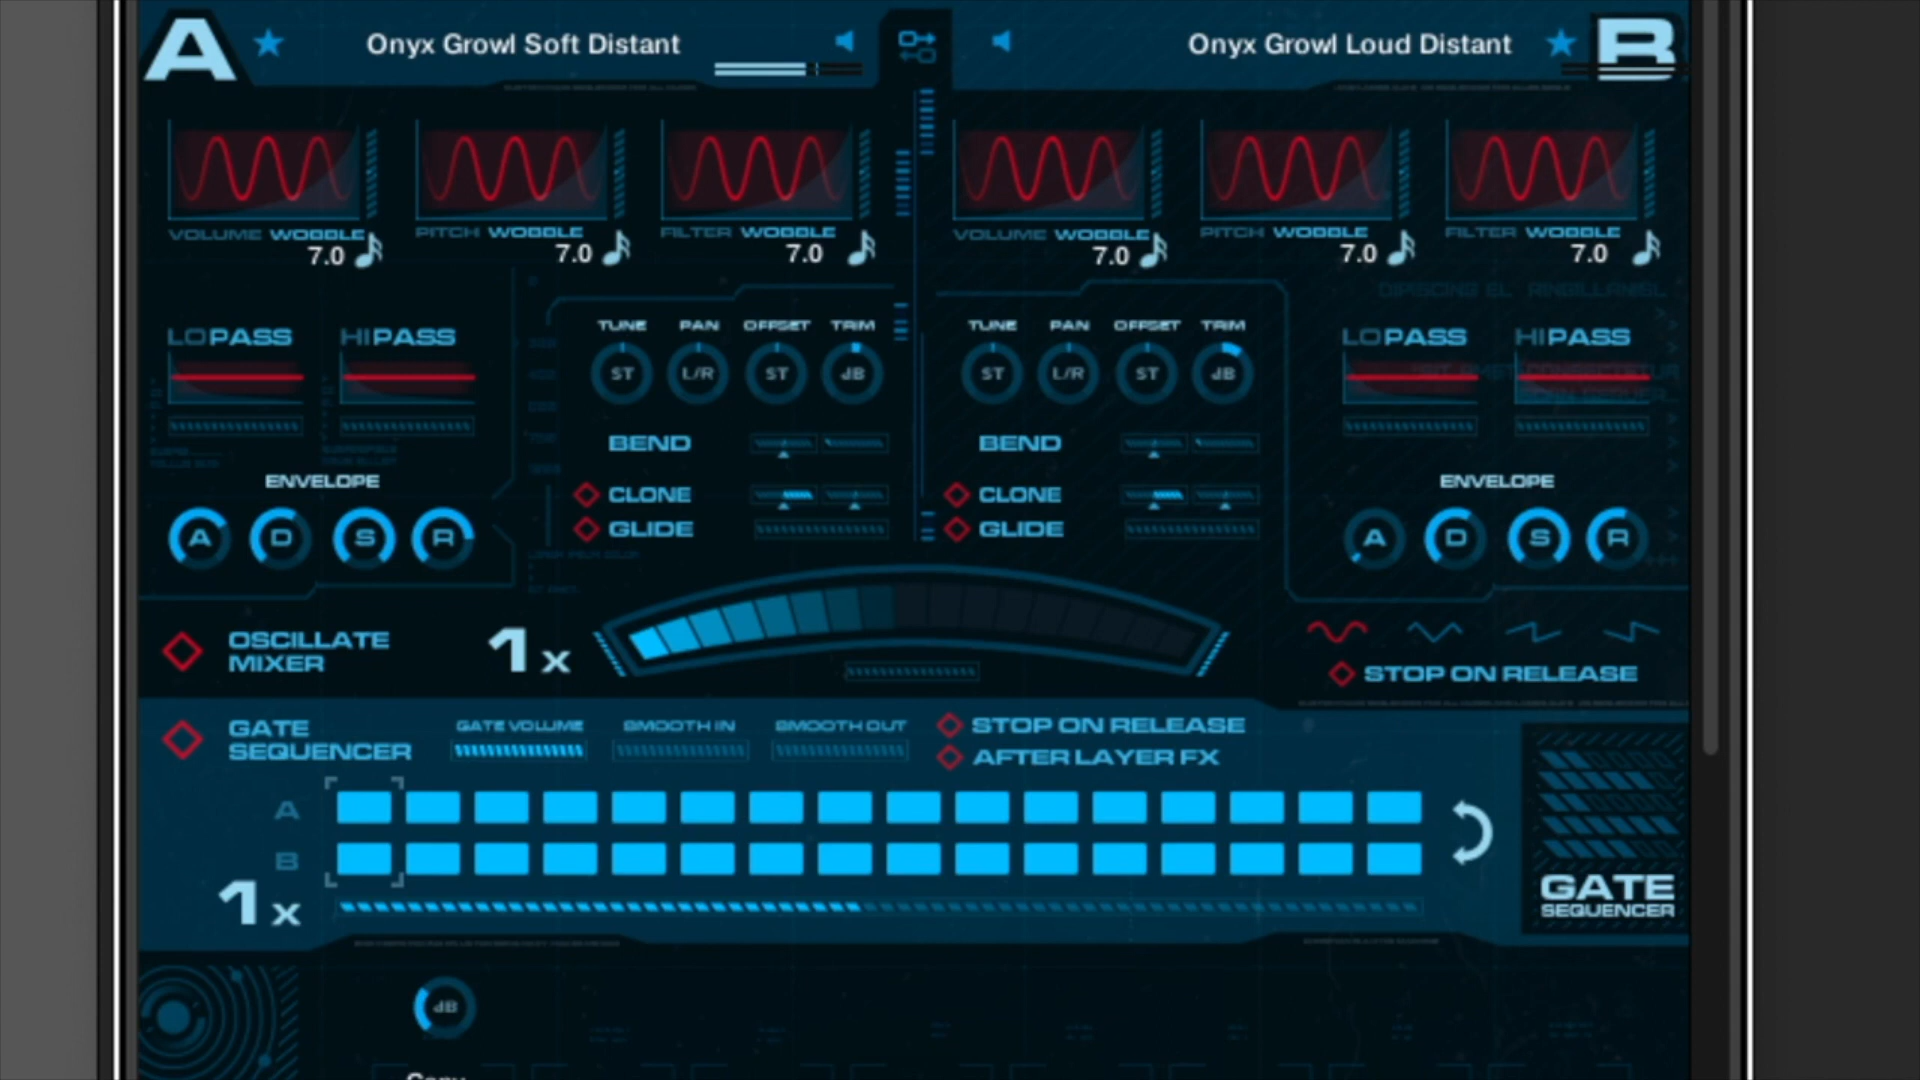 A Onyx Growl Soft Distant
Onyx Growl Loud Distant B
VOLUME WOBBLE PITCH WOBBLE FILTER WOBBLE VOLUME WOBBLE PITCH WOBBLE FILTER WOBBLE
7.0 7.0 7.0 7.0 7.0 7.0
TUNE PAN OFFSET TRIM TUNE PAN OFFSET TRIM
LOPASS HIPASS LOPASS HIPASS
ST L/R ST dB ST L/R ST dB
BEND BEND
ENVELOPE ENVELOPE
CLONE CLONE
GLIDE GLIDE
A D S R A D S R
OSCILLATE
MIXER
1x
STOP ON RELEASE
GATE
SEQUENCER
GATE VOLUME SMOOTH IN SMOOTH OUT
STOP ON RELEASE
AFTER LAYER FX
A
B
1x
GATE
SEQUENCER
dB